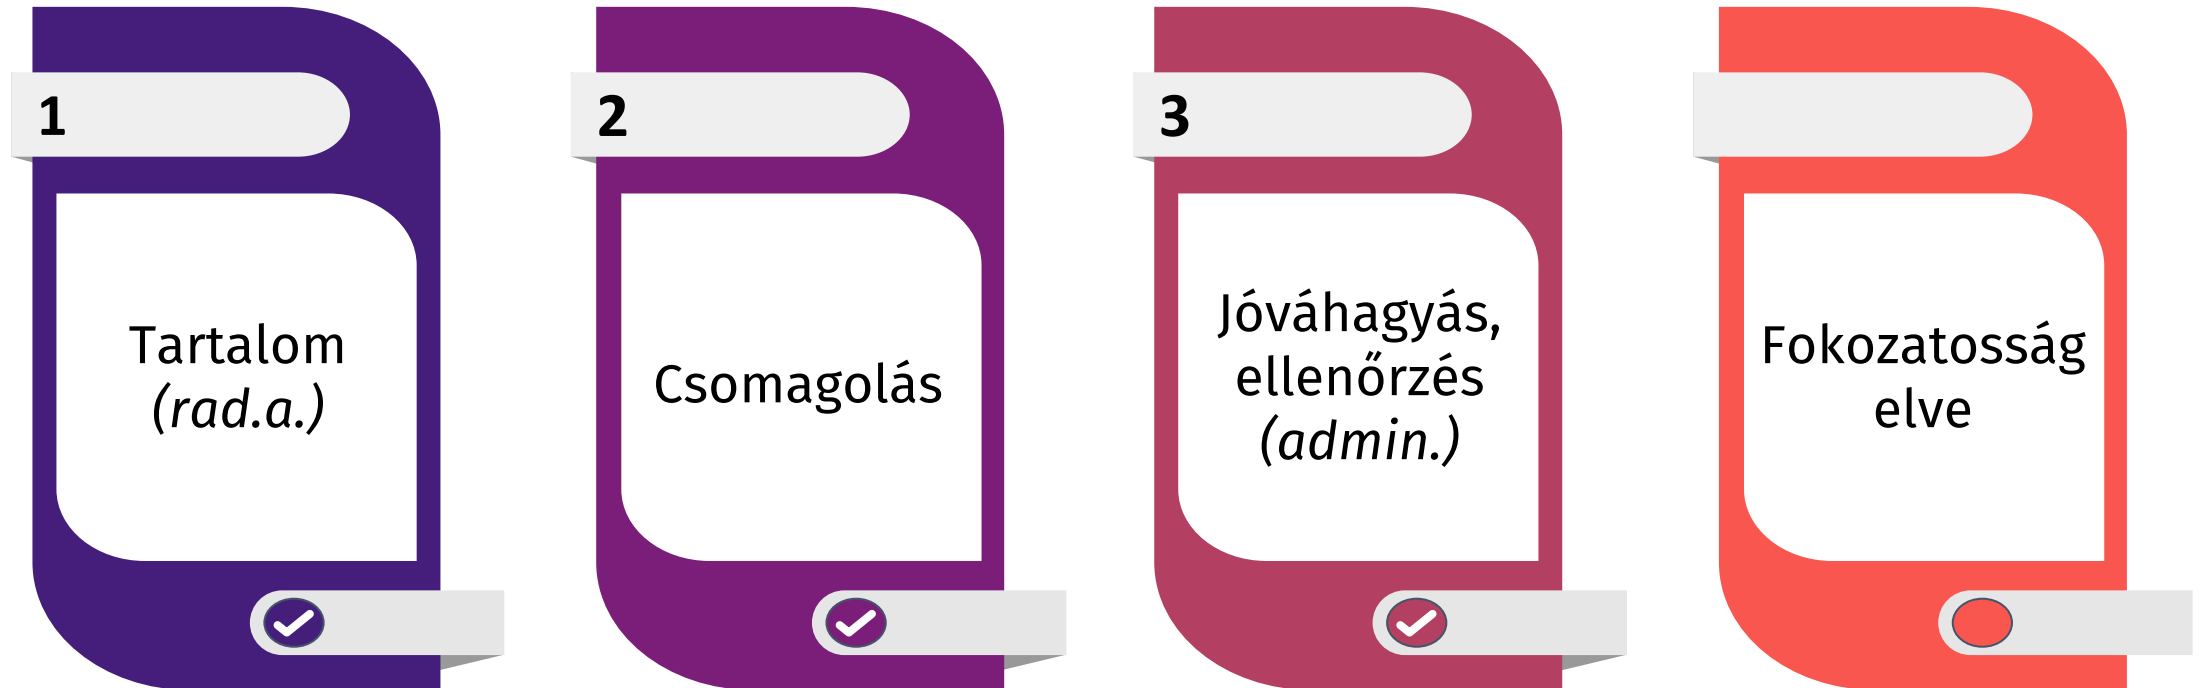 1
Tartalom
(rad.a.)
2
Csomagolás
3
Jóváhagyás,
ellenőrzés
(admin.)
Fokozatosság
elve